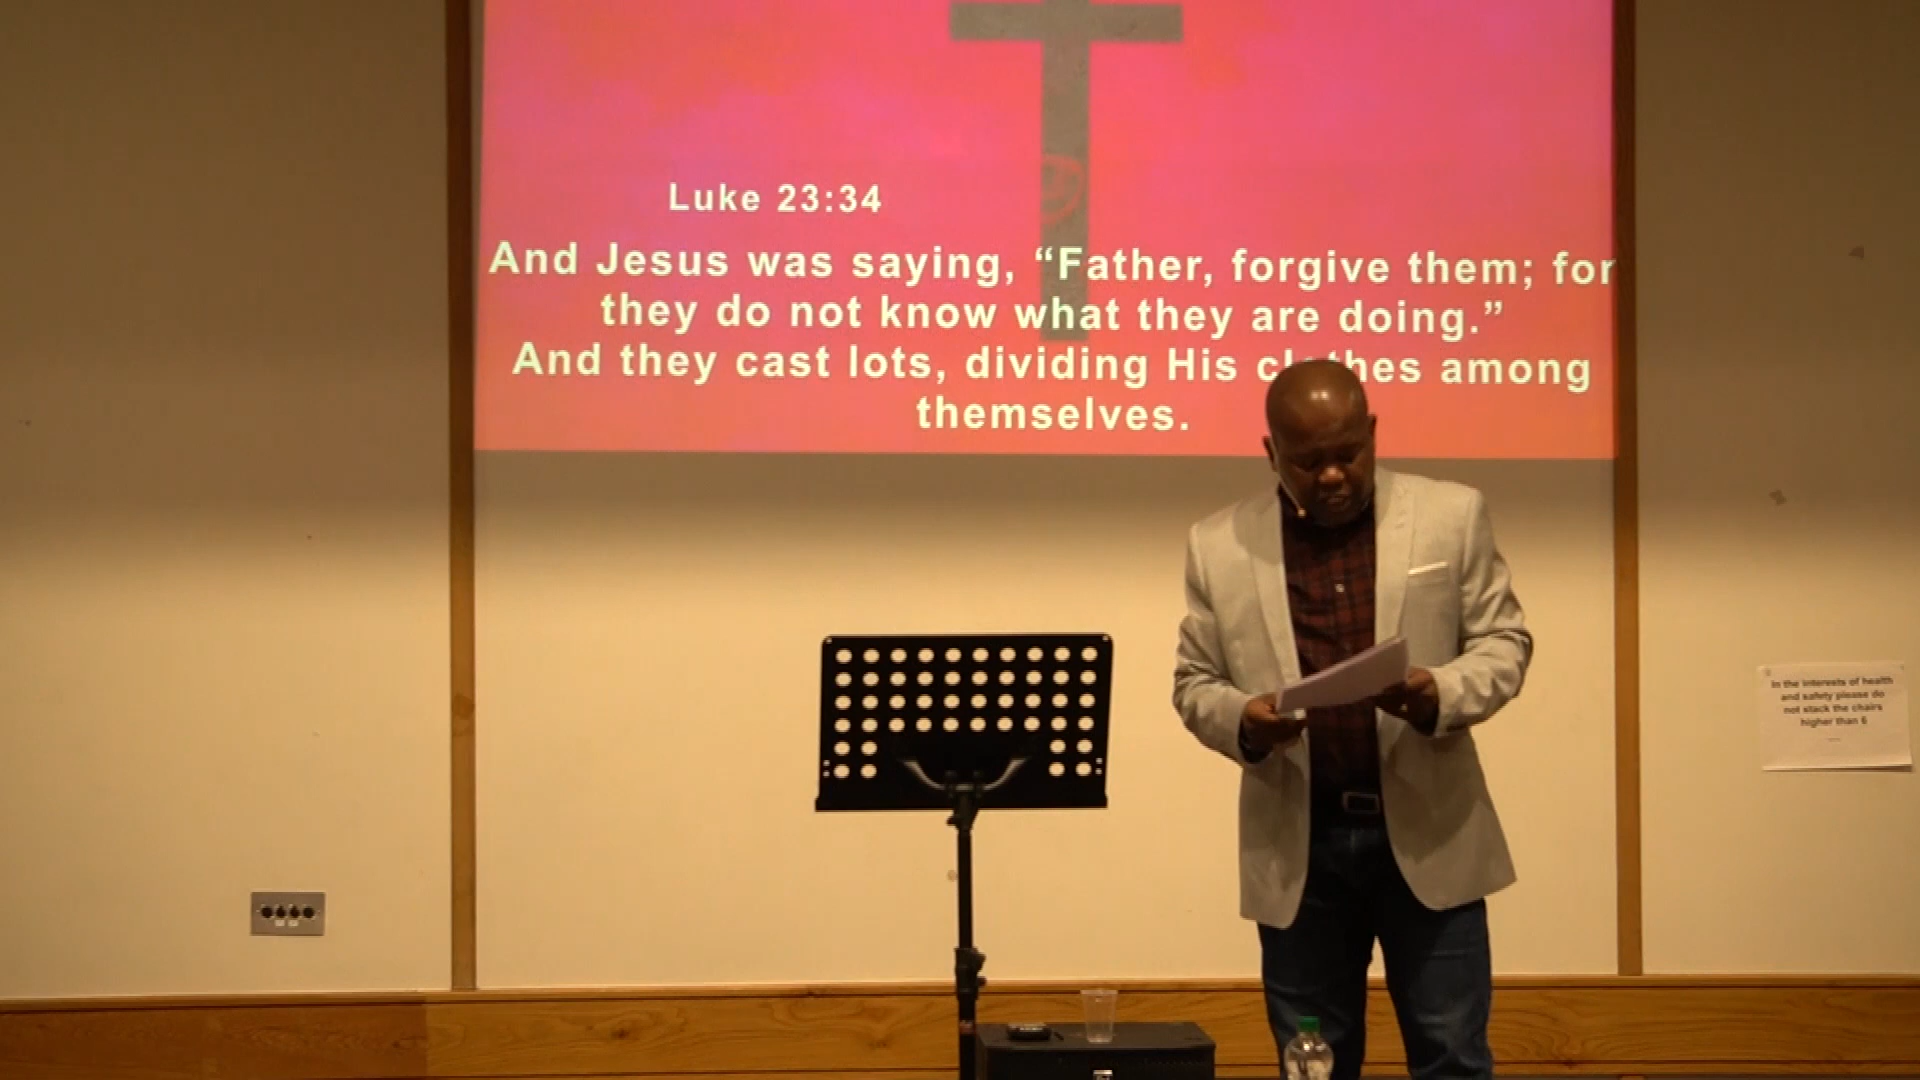 Luke 23:34
And Jesus was saying, “Father, forgive them; for
they do not know what they are doing.”
And they cast lots, dividing His clothes among
themselves.
In the interests of health
and safety please do
not stack the chairs
higher than 6